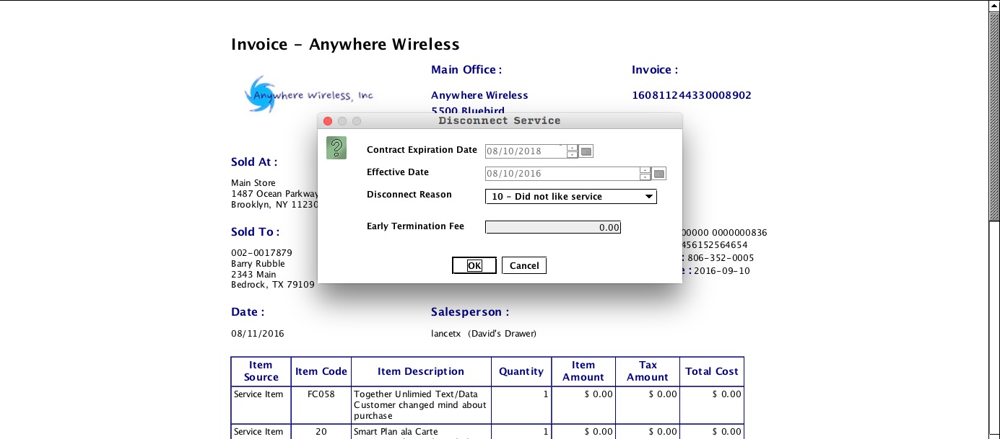 Invoice - Anywhere Wireless
Main Office :
Invoice :
Anywhere Wireless, Inc
Anywhere Wireless
160811244330008902
5500 Bluebird
Disconnect Service
Contract Expiration Date 08/10/2018
Effective Date 08/10/2016
Disconnect Reason 10 - Did not like service
Early Termination Fee 0.00
OK Cancel
Sold At :
Main Store
1487 Ocean Parkway
Brooklyn, NY 11230
Sold To :
002-0017879
Barry Rubble
2343 Main
Bedrock, TX 79109
00000 0000000836
456152564654
: 806-352-0005
e : 2016-09-10
Date :
Salesperson :
08/11/2016
lancetx (David's Drawer)
Item Source Item Code Item Description Quantity Item Amount Tax Amount Total Cost
Service Item FC058 Together Unlimied Text/Data 1 $ 0.00 $ 0.00 $ 0.00
Customer changed mind about
purchase
Service Item 20 Smart Plan ala Carte 1 $ 0.00 $ 0.00 $ 0.00